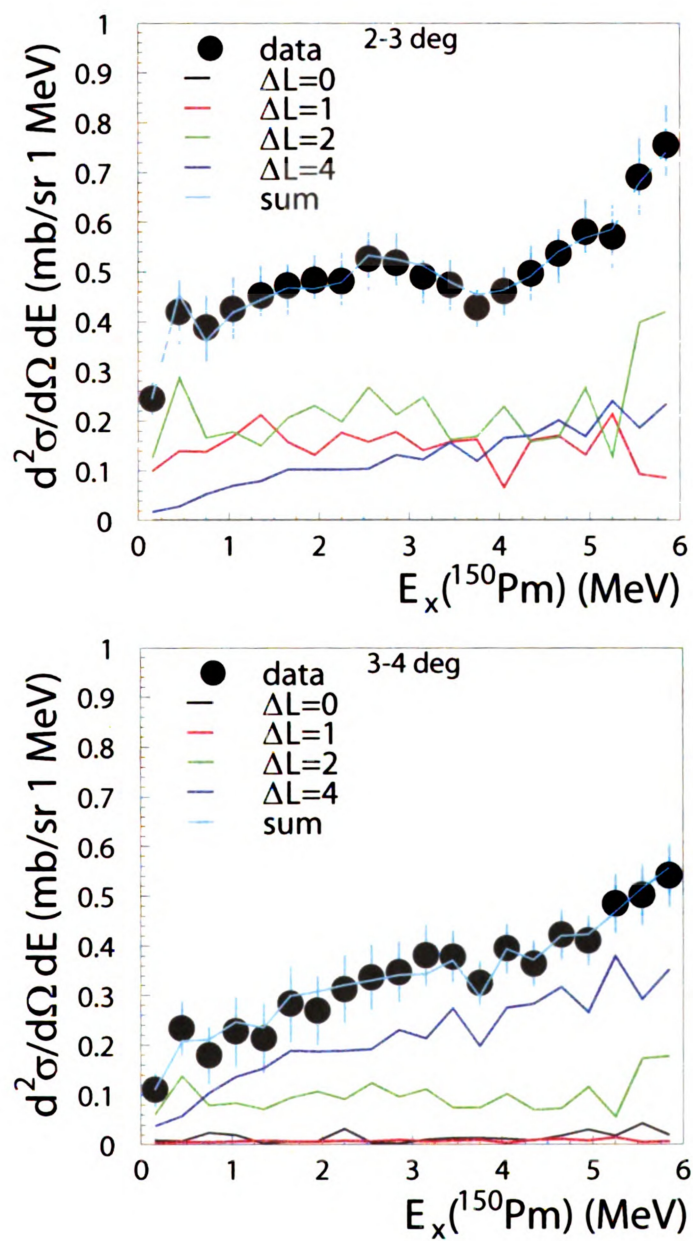 2-3 deg
data
ΔL=0
ΔL=1
ΔL=2
ΔL=4
sum
d²σ/dΩ dE (mb/sr 1 MeV)
1
0.9
0.8
0.7
0.6
0.5
0.4
0.3
0.2
0.1
0
0 1 2 3 4 5 6
Eₓ(¹⁵⁰Pm) (MeV)
3-4 deg
data
ΔL=0
ΔL=1
ΔL=2
ΔL=4
sum
d²σ/dΩ dE (mb/sr 1 MeV)
1
0.9
0.8
0.7
0.6
0.5
0.4
0.3
0.2
0.1
0
0 1 2 3 4 5 6
Eₓ(¹⁵⁰Pm) (MeV)